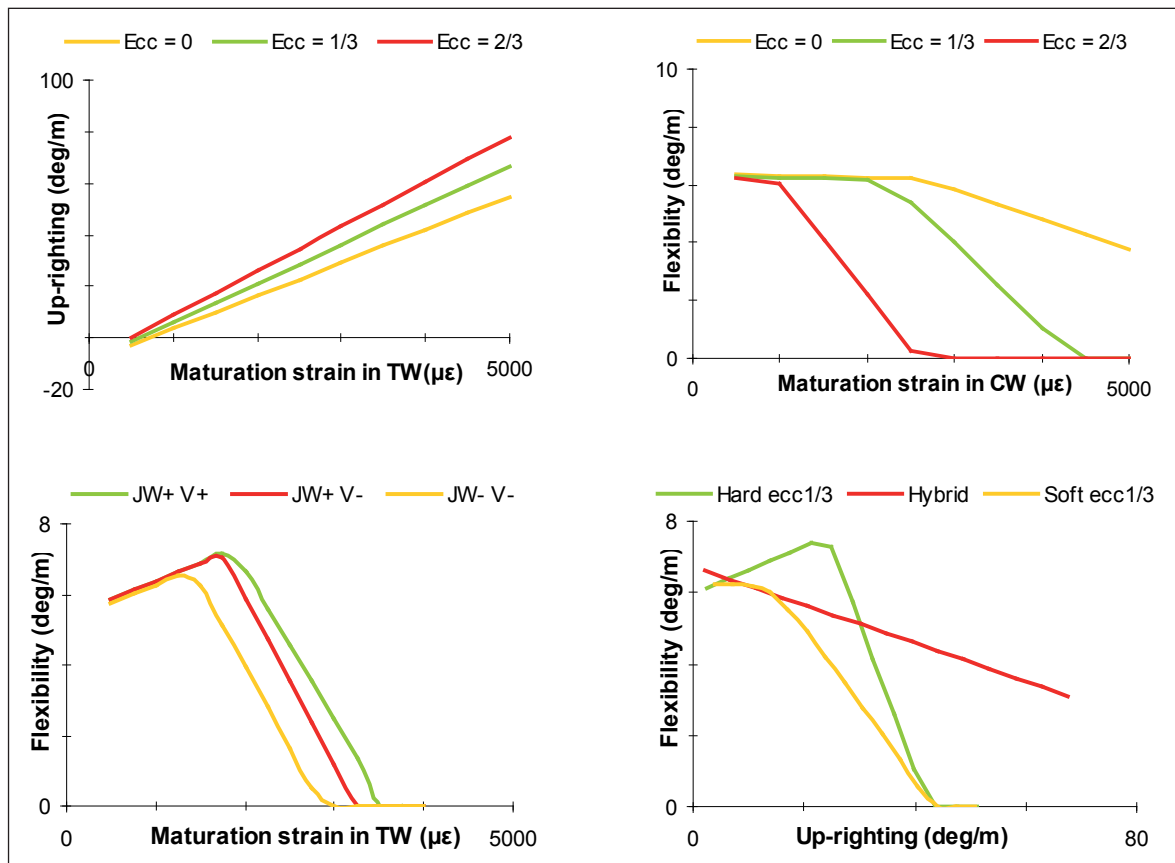 Ecc = 0 Ecc = 1/3 Ecc = 2/3
100
Up-righting (deg/m)
0
-20
Maturation strain in TW(με)
5000
Ecc = 0 Ecc = 1/3 Ecc = 2/3
10
Flexiblity (deg/m)
0
0
Maturation strain in CW (με)
5000
JW+ V+ JW+ V- JW- V-
8
Flexibility (deg/m)
0
0
Maturation strain in TW (με)
5000
Hard ecc1/3 Hybrid Soft ecc1/3
8
Flexibility (deg/m)
0
0
Up-righting (deg/m)
80